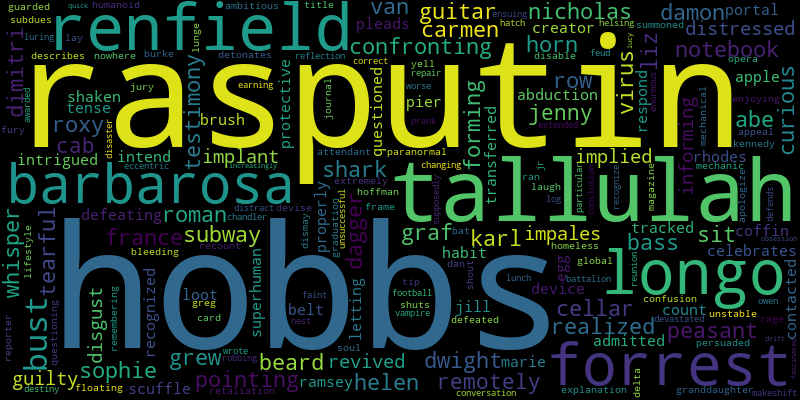 guarded quick humanoid ambitious title van guitar nicholas damon portal
subdues renfield pleads carmen creator summoned distressed
luring lay burke nowhere longe confronting horn hatch ensuing feud helsing liz notebook
describes detonates reflection disable lucy opera
dimitri rasputin correct yell repair row virus apple curious
shaken jury testimony protective questioned worse pier abduction respond enormous enjoying
tense earning journal forming jenny mechanical abe
awarded roxy disaster brush prank transferred extended informing appeal
fury cab paranormal kennedy
intrigued intend implant attendant changing implied rhodes mechanic
eccentric increasingly shark jr recognize
barbarosa extremely hoffman tallulah ran laugh log particular conclusion magazine apologizes defends
distract devise frame supposedly
whisper tearful defeating roman chandler properly graduation unsuccessful dagger graf bat karl impales homeless tracked sit coffin
lifestyle france subway dismay habit bass celebrates
bleeding recount dan global reunion longo obsession
hobbs shout egg battalion contacted
questioning recognized loot superhuman tip lunch device confusion count owen
bust disgust remembering greg faint belt letting football jill cellar unstable
reporter card shuts defeated realized devastated rage
nest vampire peasant
grew wrote soul admitted persuaded drift
sophie robbing beard revived dwight marie forrest
guilty pointing ramsey helen remotely explanation granddaughter fascinated
destiny floating scuffle retaliation conversation delta makeshift